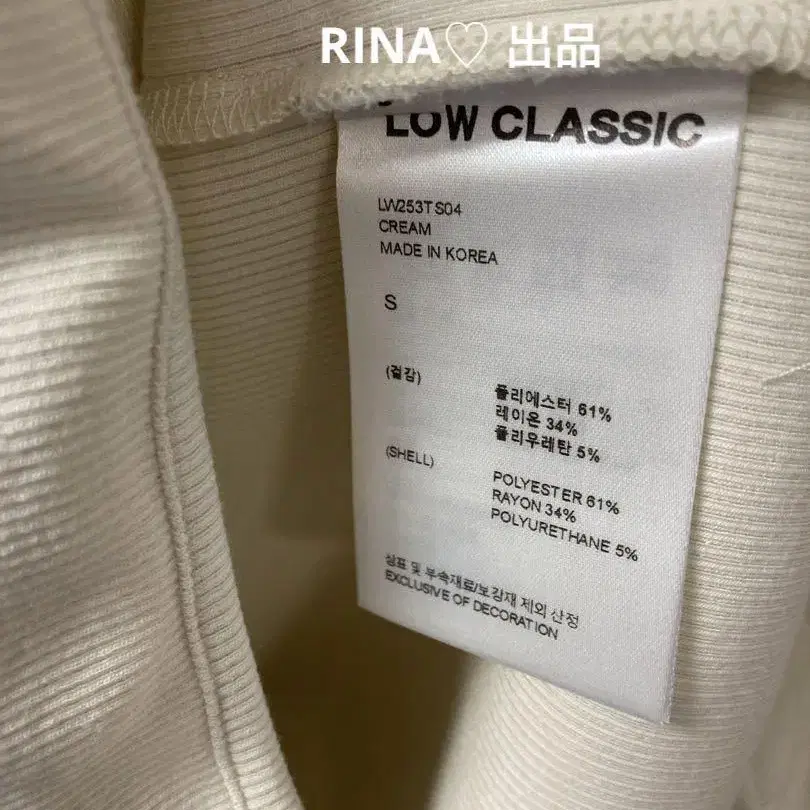 RINA♡ 出品
LOW CLASSIC
LW253TS04
CREAM
MADE IN KOREA
S
(겉감)
폴리에스터 61%
레이온 34%
폴리우레탄 5%
(SHELL)
POLYESTER 61%
RAYON 34%
POLYURETHANE 5%
상표 및 부속재료/보강재 제외 산정
EXCLUSIVE OF DECORATION